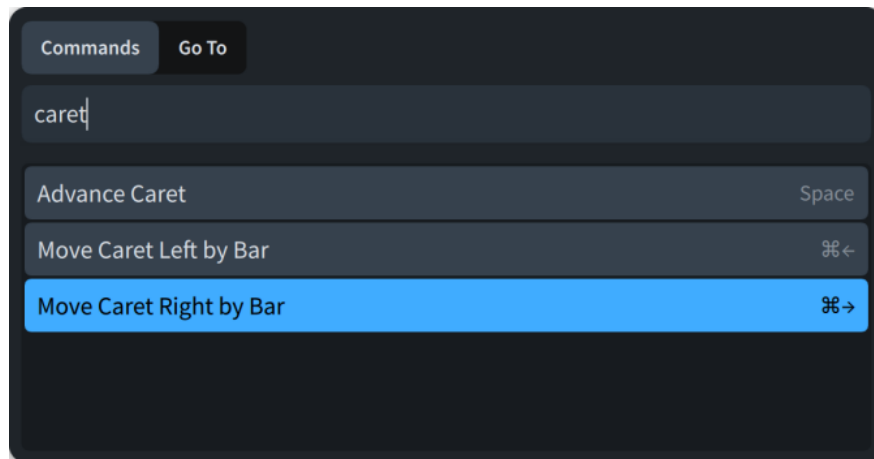 Commands Go To
caret
Advance Caret Space
Move Caret Left by Bar ⌘←
Move Caret Right by Bar ⌘→